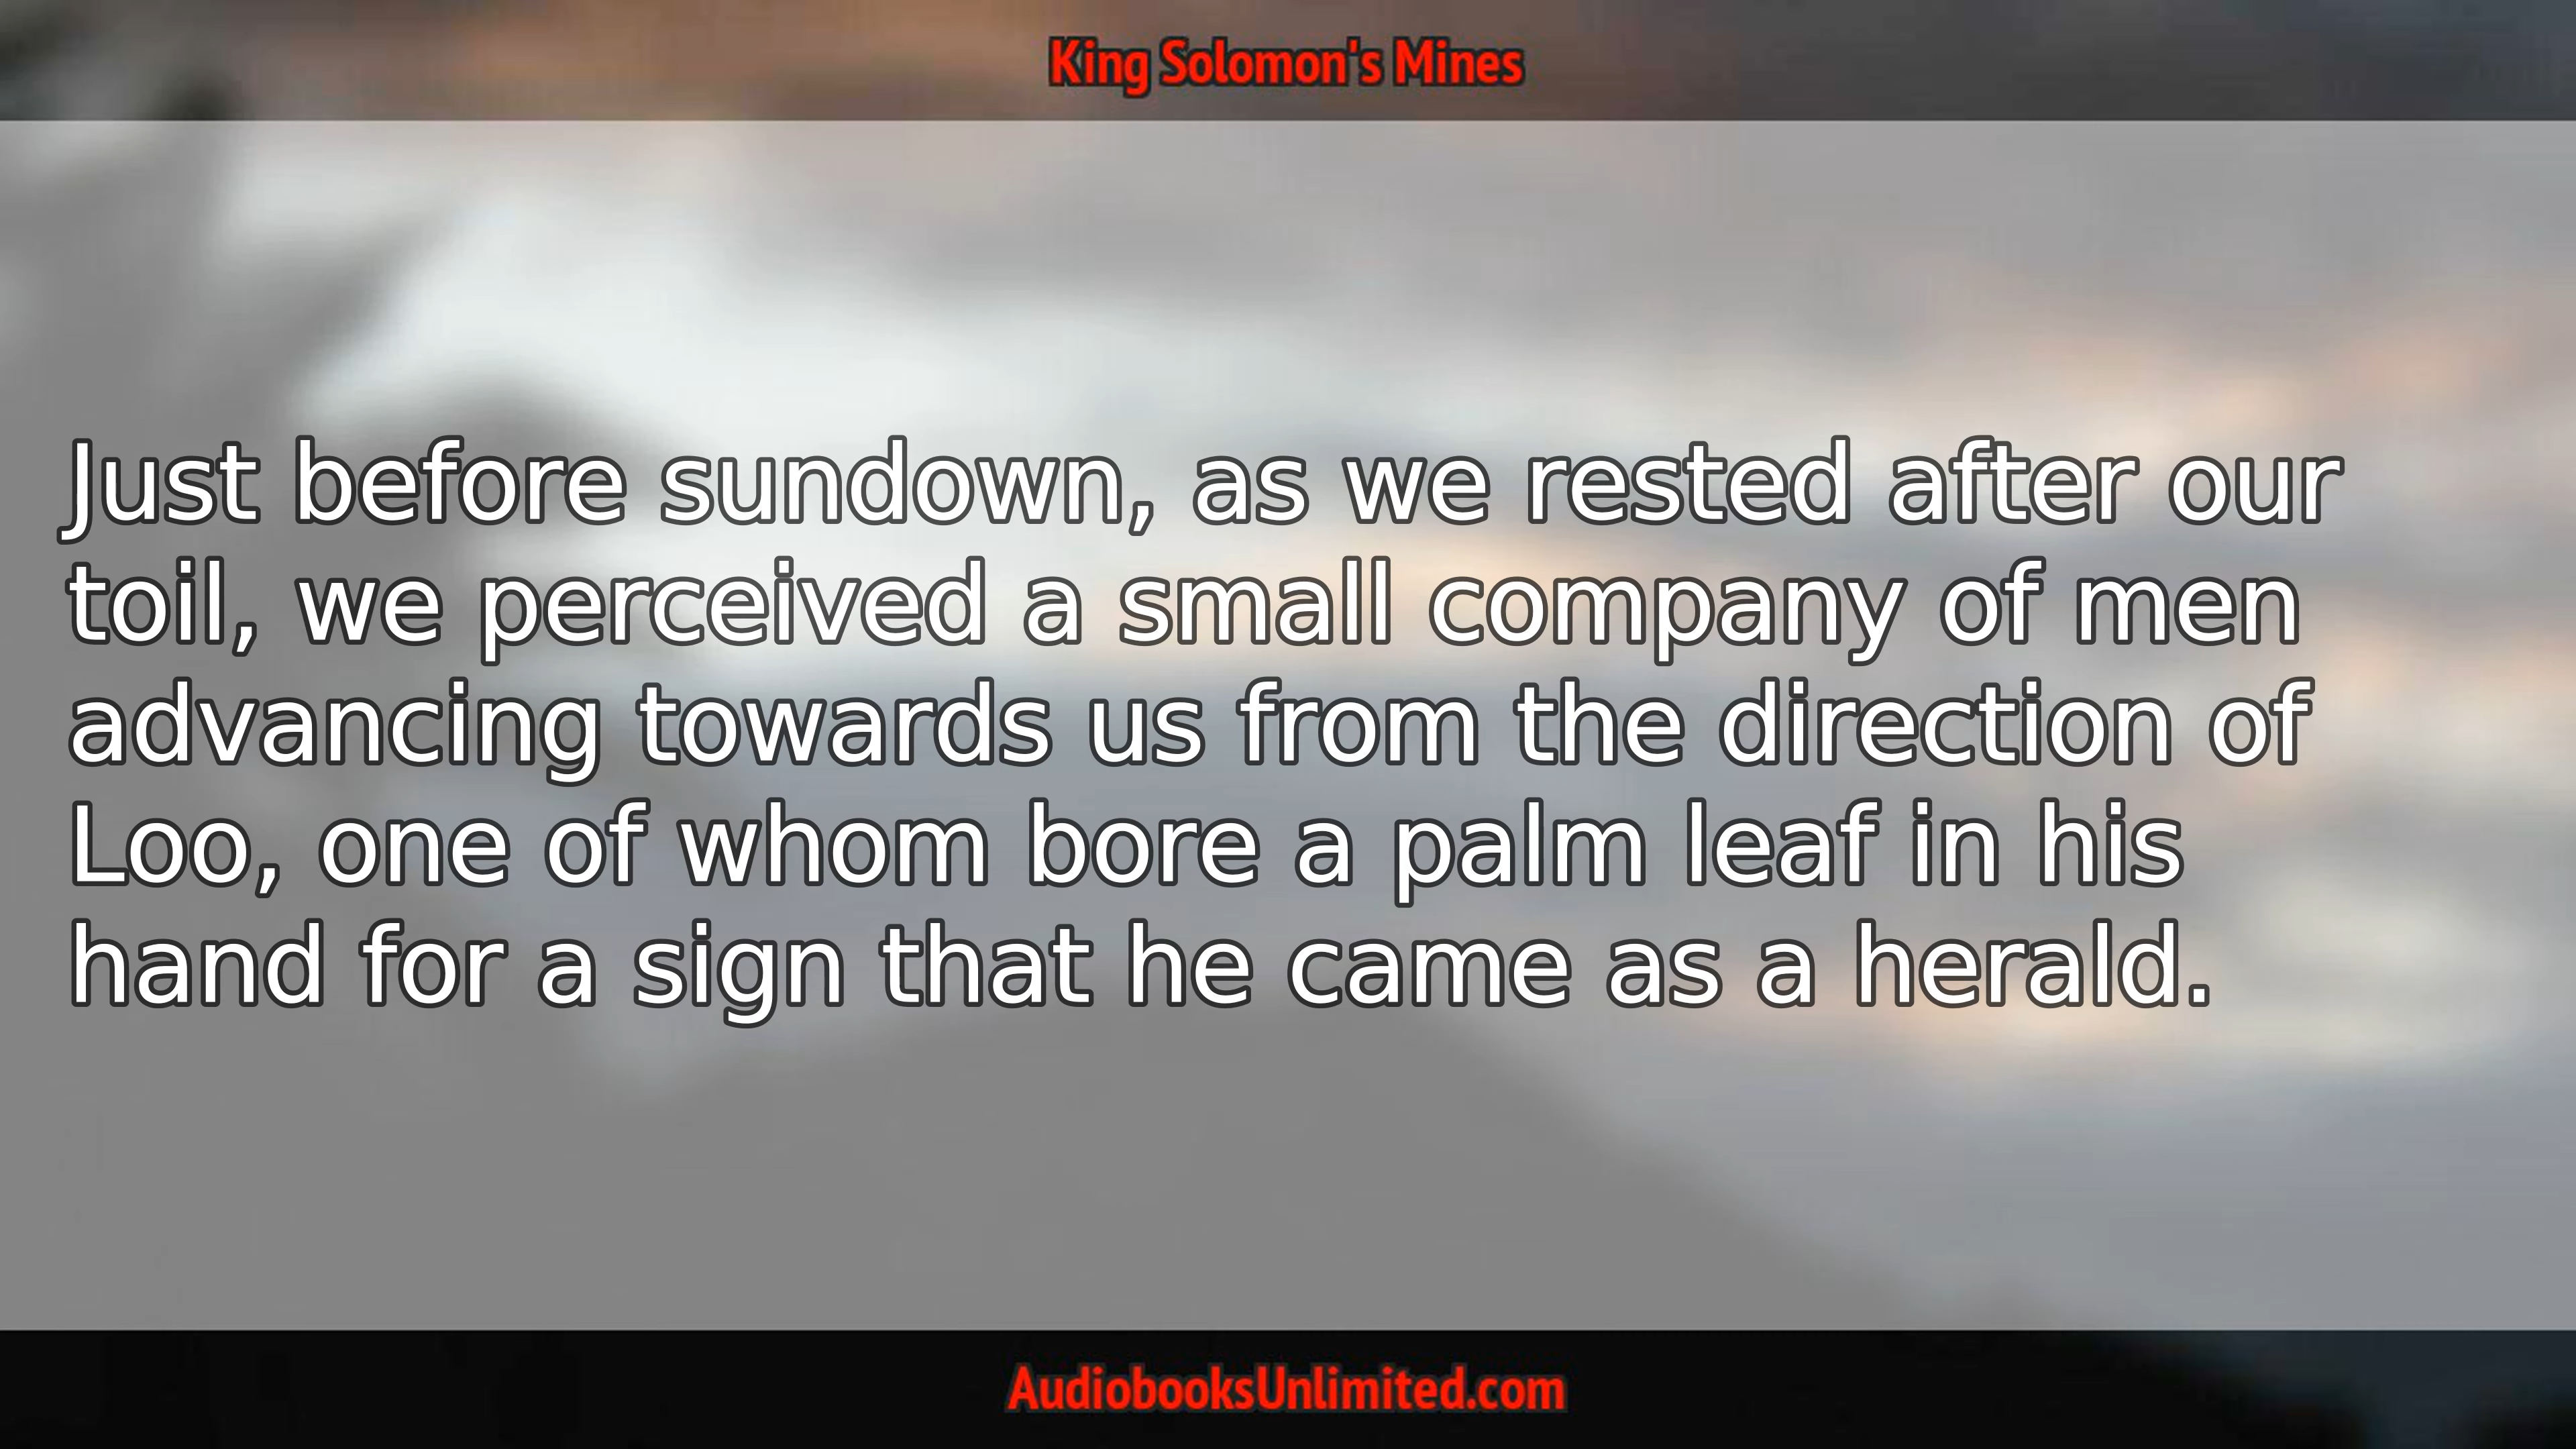 King Solomon's Mines
Just before sundown, as we rested after our
toil, we perceived a small company of men
advancing towards us from the direction of
Loo, one of whom bore a palm leaf in his
hand for a sign that he came as a herald.
AudiobooksUnlimited.com